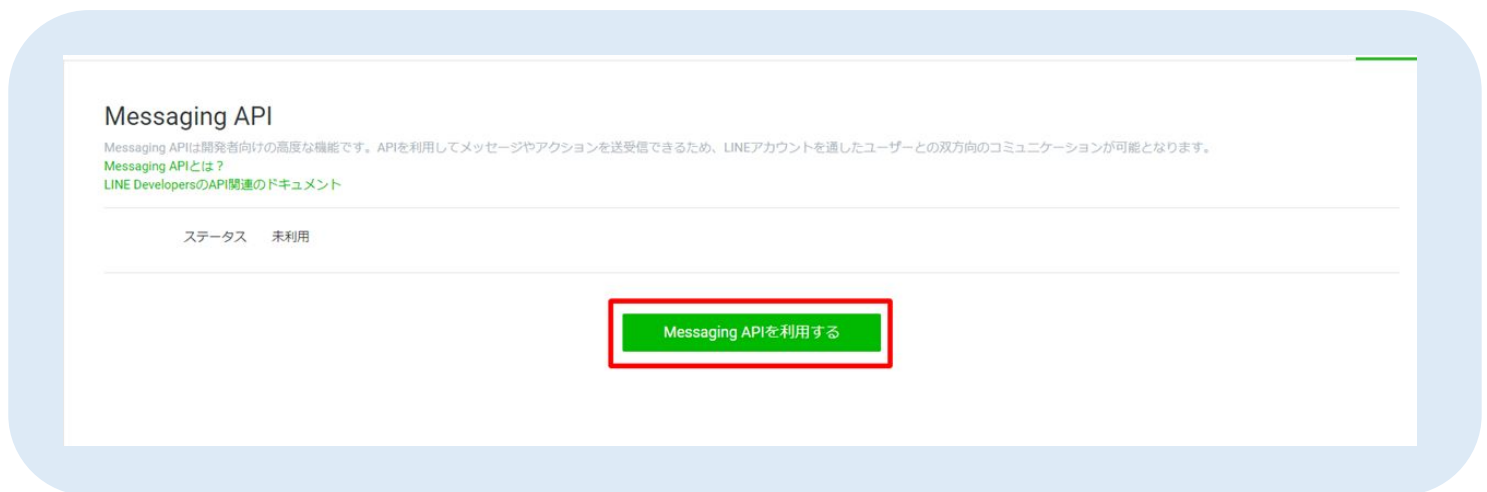 Messaging API
Messaging APIは開発者向けの高度な機能です。APIを利用してメッセージやアクションを送受信できるため、LINEアカウントを通したユーザーとの双方向のコミュニケーションが可能となります。
Messaging APIとは？
LINE DevelopersのAPI関連のドキュメント
ステータス 未利用
Messaging APIを利用する